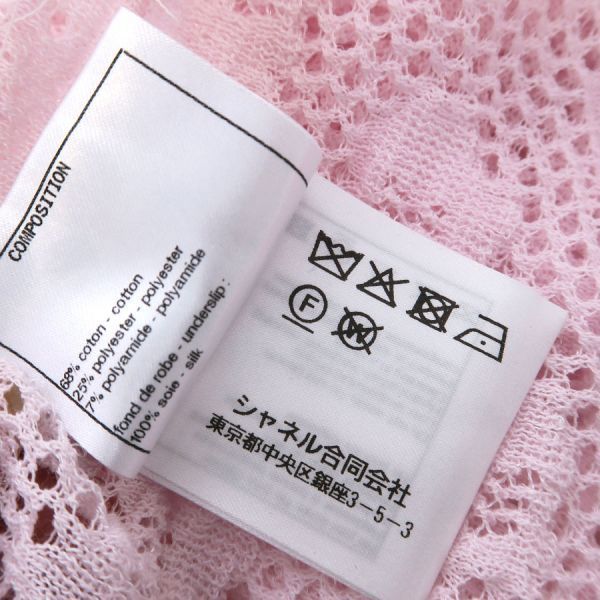 COMPOSITION
68% coton - cotton
25% polyester - polyester
7% polyamide - polyamide
fond de robe - underslip :
100% soie - silk
F
W
シャネル合同会社
東京都中央区銀座3-5-3